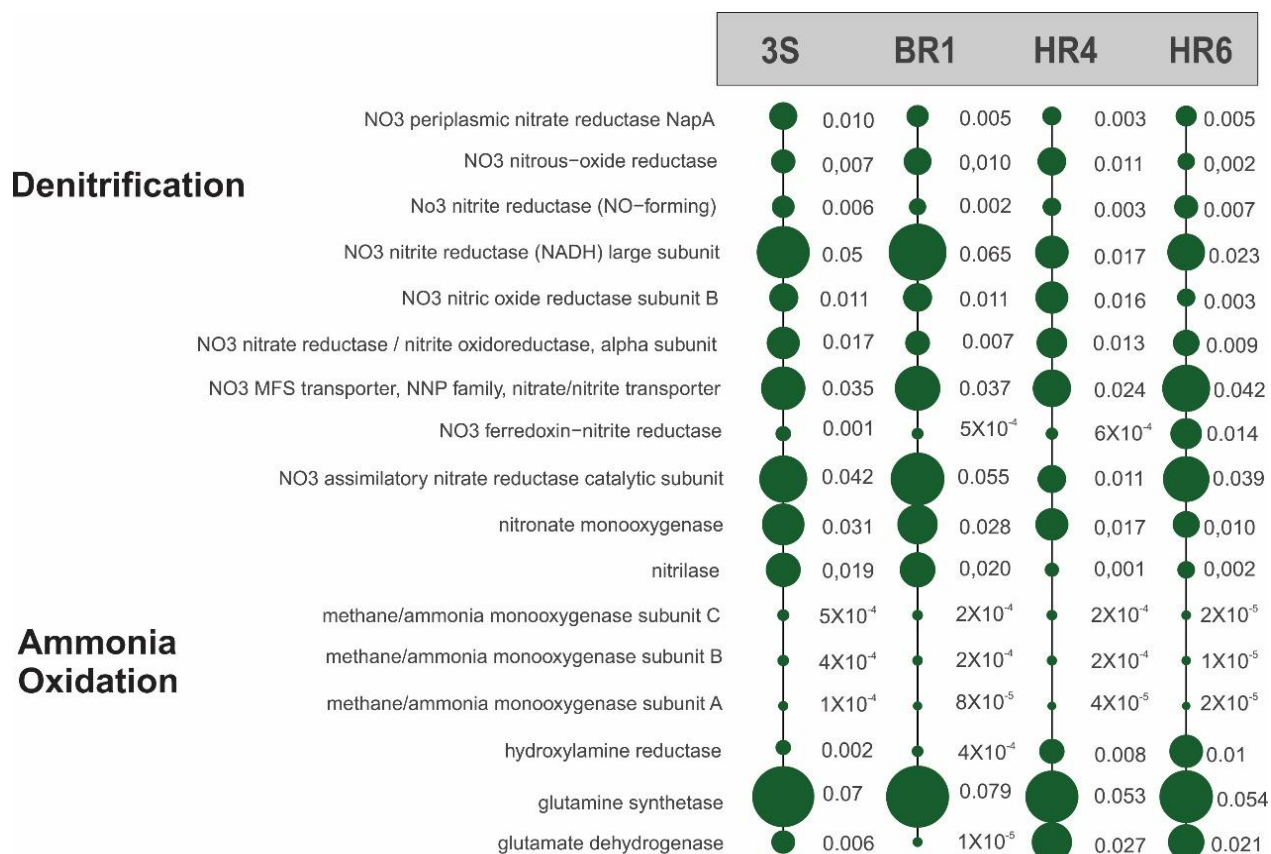 3S BR1 HR4 HR6
NO3 periplasmic nitrate reductase NapA 0.010 0.005 0.003 0.005
NO3 nitrous−oxide reductase 0,007 0,010 0.011 0,002
Denitrification
No3 nitrite reductase (NO−forming) 0.006 0.002 0.003 0.007
NO3 nitrite reductase (NADH) large subunit 0.05 0.065 0.017 0.023
NO3 nitric oxide reductase subunit B 0.011 0.011 0.016 0.003
NO3 nitrate reductase / nitrite oxidoreductase, alpha subunit 0.017 0.007 0.013 0.009
NO3 MFS transporter, NNP family, nitrate/nitrite transporter 0.035 0.037 0.024 0.042
NO3 ferredoxin−nitrite reductase 0.001 5X10⁻⁴ 6X10⁻⁴ 0.014
NO3 assimilatory nitrate reductase catalytic subunit 0.042 0.055 0.011 0.039
nitronate monooxygenase 0.031 0.028 0,017 0,010
nitrilase 0,019 0,020 0,001 0,002
methane/ammonia monooxygenase subunit C 5X10⁻⁴ 2X10⁻⁴ 2X10⁻⁴ 2X10⁻⁵
Ammonia
Oxidation
methane/ammonia monooxygenase subunit B 4X10⁻⁴ 2X10⁻⁴ 2X10⁻⁴ 1X10⁻⁵
methane/ammonia monooxygenase subunit A 1X10⁻⁴ 8X10⁻⁵ 4X10⁻⁵ 2X10⁻⁵
hydroxylamine reductase 0.002 4X10⁻⁴ 0.008 0.01
glutamine synthetase 0.07 0.079 0.053 0.054
glutamate dehydrogenase 0.006 1X10⁻⁵ 0.027 0.021